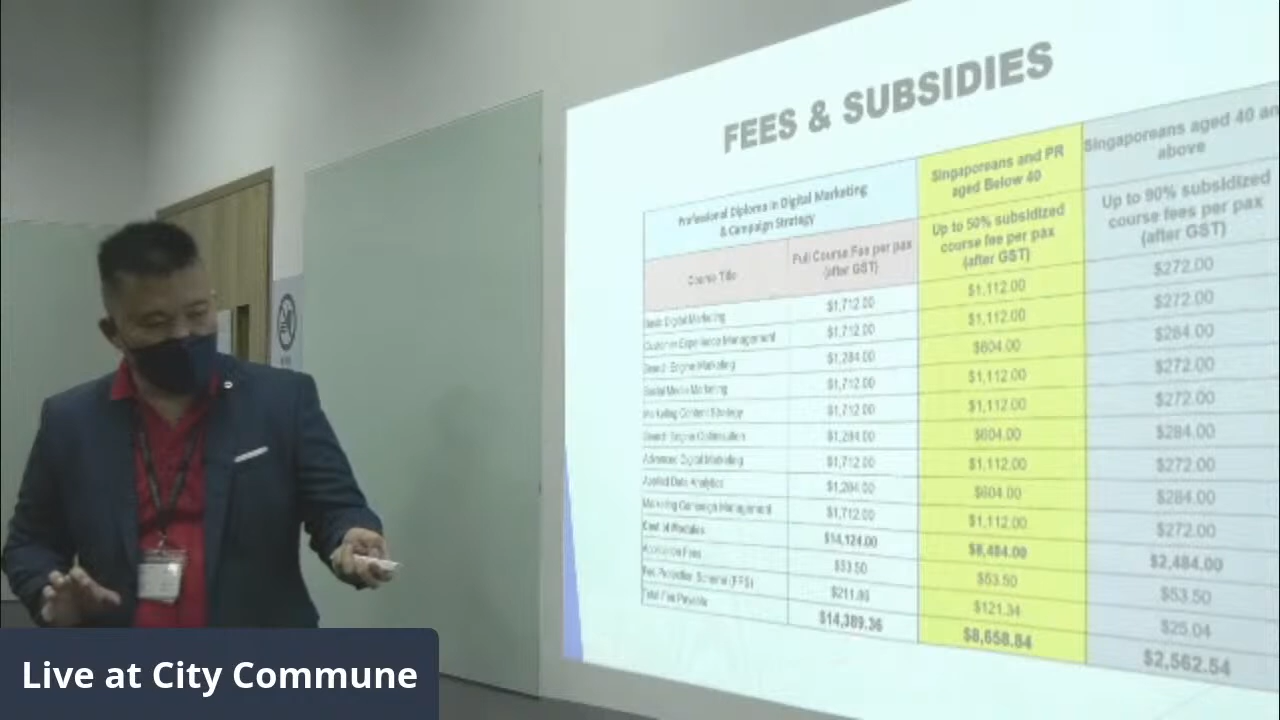 FEES & SUBSIDIES
Professional Diploma in Digital Marketing
& Campaign Strategy
Singaporeans and PR
aged Below 40
Singaporeans aged 40 an
above
Course Title
Full Course Fee per pax
(after GST)
Up to 50% subsidized
course fee per pax
(after GST)
Up to 90% subsidized
course fees per pax
(after GST)
Basic Digital Marketing $1,712.00 $1,112.00 $272.00
Customer Experience Management $1,712.00 $1,112.00 $272.00
Search Engine Marketing $1,284.00 $604.00 $284.00
Social Media Marketing $1,712.00 $1,112.00 $272.00
Marketing Content Strategy $1,712.00 $1,112.00 $272.00
Search Engine Optimisation $1,284.00 $604.00 $284.00
Advanced Digital Marketing $1,712.00 $1,112.00 $272.00
Applied Data Analytics $1,284.00 $604.00 $284.00
Marketing Campaign Management $1,712.00 $1,112.00 $272.00
Cost of Modules $14,124.00 $8,484.00 $2,484.00
Application Fees $53.50 $53.50 $53.50
Fee Protection Scheme (FPS) $211.86 $121.34 $25.04
Total Fee Payable $14,389.36 $8,658.84 $2,562.54
Live at City Commune